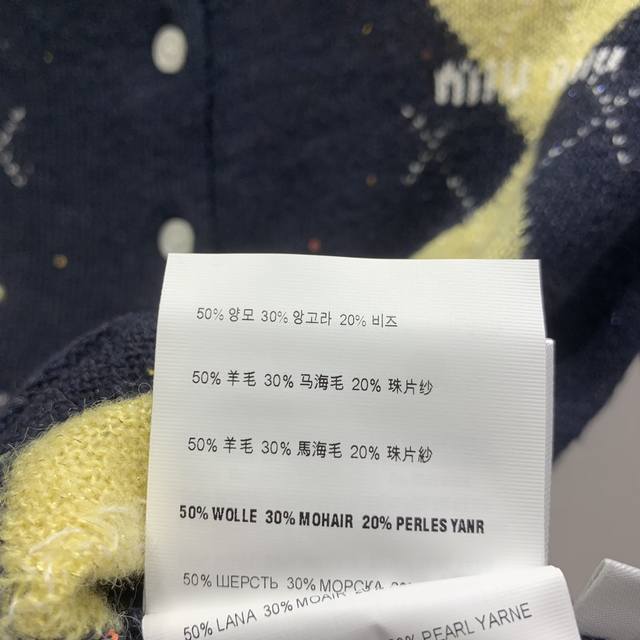 miu miu
50% 양모 30% 앙고라 20% 비즈
50% 羊毛 30% 马海毛 20% 珠片纱
50% 羊毛 30% 馬海毛 20% 珠片紗
50% WOLLE 30% MOHAIR 20% PERLES YANR
50% ШЕРСТЬ 30% МОРСКА
50% LANA 30% MOAIR
PEARL YARNE